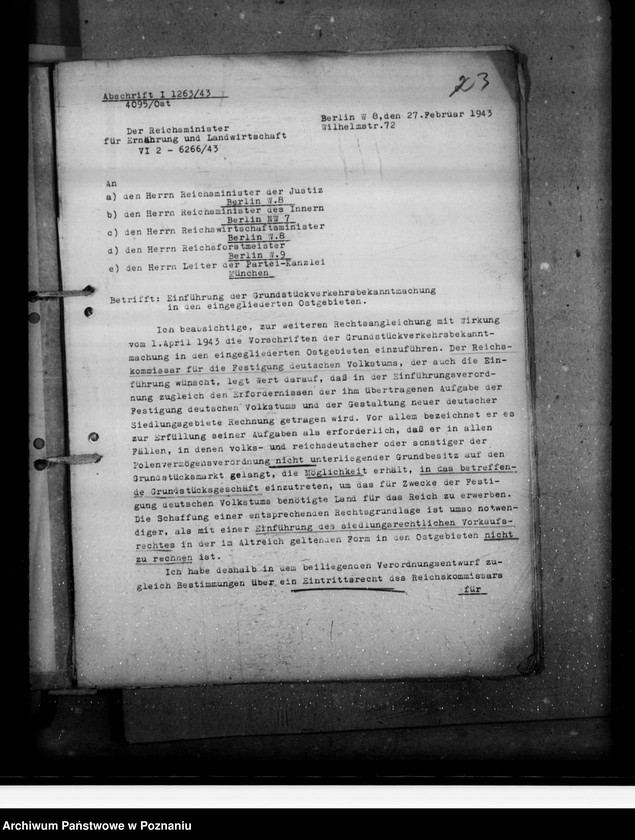 23
Abschrift I 1263/43
4095/Ost
Berlin W 8,den 27.Februar 1943
Wilhelmstr.72
Der Reichsminister
für Ernährung und Landwirtschaft
VI 2 - 6266/43
An
a) den Herrn Reichsminister der Justiz
Berlin W.8
b) den Herrn Reichsminister des Innern
Berlin NW 7
c) den Herrn Reichswirtschaftsminister
Berlin W.8
d) den Herrn Reichsforstmeister
Berlin W.9
e) den Herrn Leiter der Partei-Kanzlei
München
Betrifft: Einführung der Grundstückverkehrsbekanntmachung
in den eingegliederten Ostgebieten.
Ich beausichtige, zur weiteren Rechtsangleichung mit Wirkung
vom 1.April 1943 die Vorschriften der Grundstückverkehrsbekannt-
machung in den eingegliederten Ostgebieten einzuführen. Der Reichs-
kommissar für die Festigung deutschen Volkstums, der auch die Ein-
führung wünscht, legt Wert darauf, daß in der Einführungsverord-
nung zugleich den Erfordernissen der ihm übertragenen Aufgabe der
Festigung deutschen Volkstums und der Gestaltung neuer deutscher
Siedlungsgebiete Rechnung getragen wird. Vor allem bezeichnet er es
zur Erfüllung seiner Aufgaben als erforderlich, daß er in allen
Fällen, in denen volks- und reichsdeutscher oder sonstiger der
Polenvermögensverordnung nicht unterliegender Grundbesitz auf den
Grundstücksmarkt gelangt, die Möglichkeit erhält, in das betreffen-
de Grundstücksgeschäft einzutreten, um das für Zwecke der Festi-
gung deutschen Volkstums benötigte Land für das Reich zu erwerben.
Die Schaffung einer entsprechenden Rechtsgrundlage ist umso notwen-
diger, als mit einer Einführung des siedlungsrechtlichen Vorkaufs-
rechtes in der im Altreich geltenden Form in den Ostgebieten nicht
zu rechnen ist.
Ich habe deshalb in dem beiliegenden Verordnungsentwurf zu-
gleich Bestimmungen über ein Eintrittsrecht des Reichskommissars
für
Archiwum Państwowe w Poznaniu